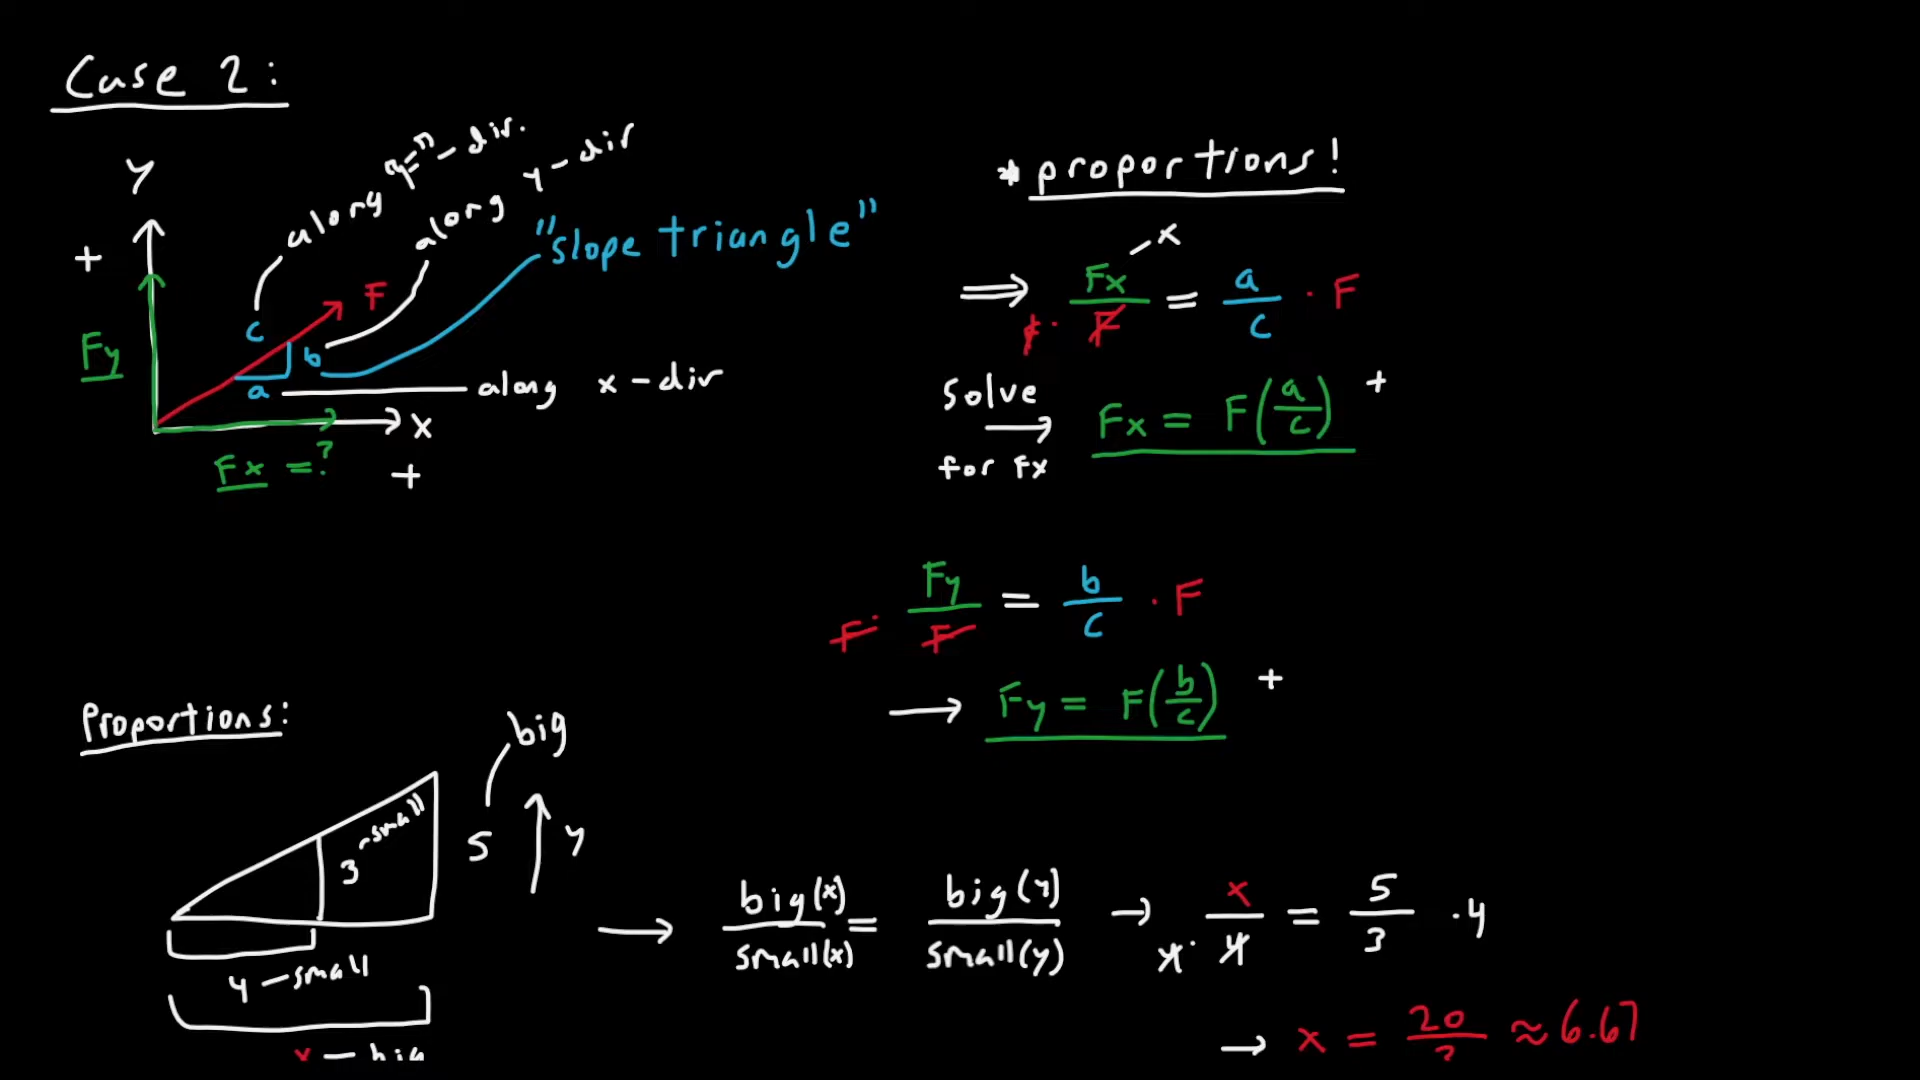 Case 2:
y
+
Fy
c
along "F"-dir.
along y-dir
"slope triangle"
F
b
a
along x-dir
x
Fx = ?
+
* proportions!
x
⇒ Fx/F = a/c · F
F ·
Solve → for Fx
Fx = F(a/c) +
F · Fy/F = b/c · F
→ Fy = F(b/c) +
Proportions:
big
3 - small
5
y
4 - small
x - big
→ big(x)/small(x) = big(y)/small(y) → 4 · x/4 = 5/3 · 4
→ x = 20/3 ≈ 6.67